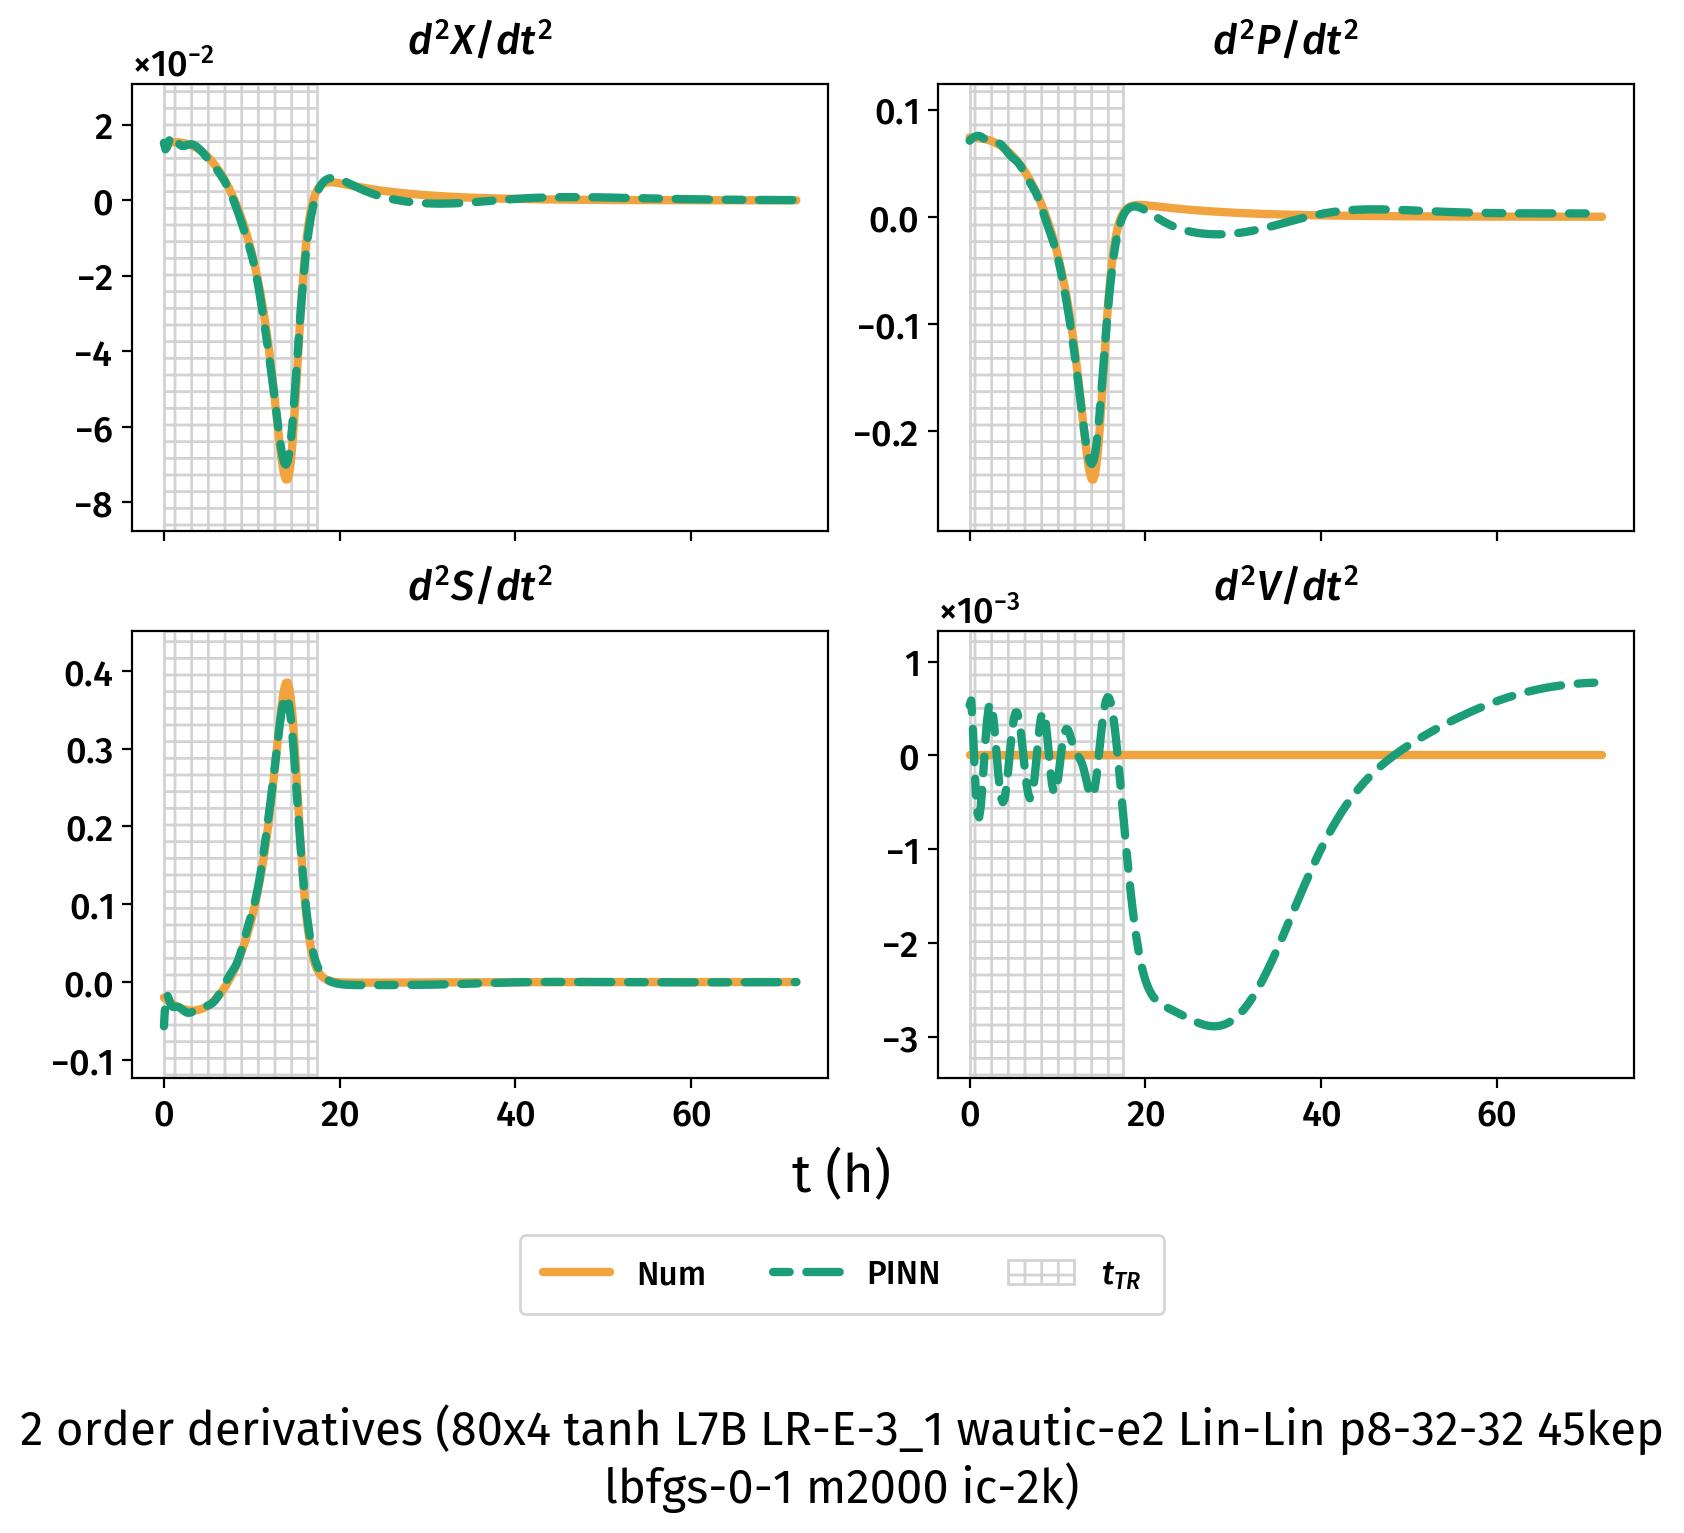 d²X/dt²
d²P/dt²
×10⁻²
2
0
−2
−4
−6
−8
0.1
0.0
−0.1
−0.2
d²S/dt²
d²V/dt²
0.4
0.3
0.2
0.1
0.0
−0.1
×10⁻³
1
0
−1
−2
−3
0 20 40 60
0 20 40 60
t (h)
Num PINN t_TR
2 order derivatives (80x4 tanh L7B LR-E-3_1 wautic-e2 Lin-Lin p8-32-32 45kep
lbfgs-0-1 m2000 ic-2k)